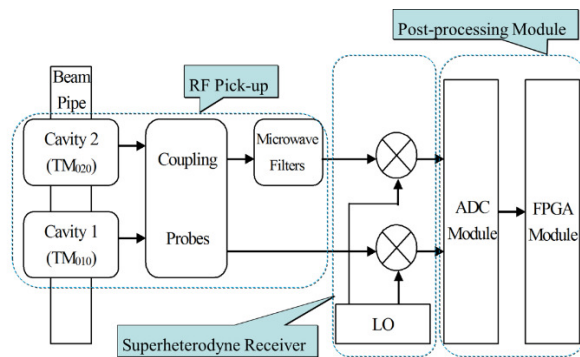 Post-processing Module
Beam
Pipe
RF Pick-up
Cavity 2
(TM₀₂₀)
Coupling
Probes
Microwave
Filters
Cavity 1
(TM₀₁₀)
ADC
Module
FPGA
Module
LO
Superheterodyne Receiver